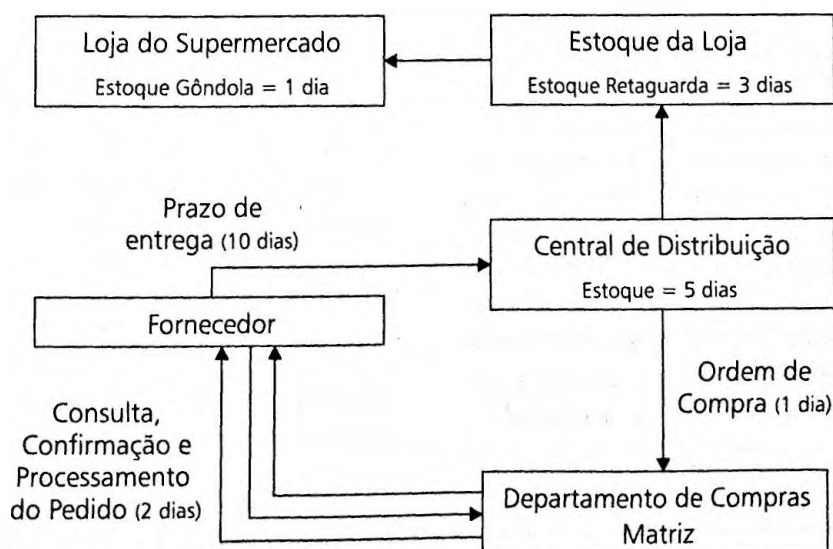 Loja do Supermercado
Estoque Gôndola = 1 dia
Estoque da Loja
Estoque Retaguarda = 3 dias
Prazo de
entrega (10 dias)
Central de Distribuição
Estoque = 5 dias
Fornecedor
Ordem de
Compra (1 dia)
Consulta,
Confirmação e
Processamento
do Pedido (2 dias)
Departamento de Compras
Matriz